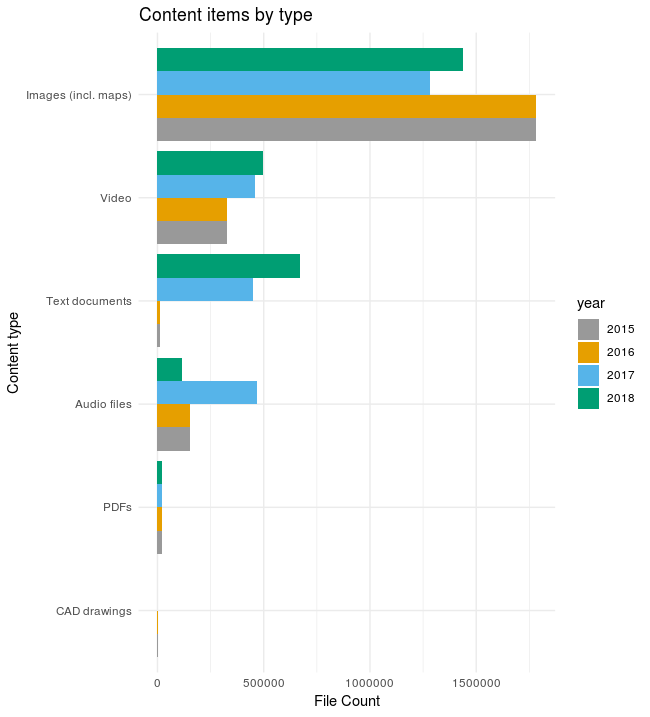 Content items by type
Images (incl. maps)
Video
Text documents
Audio files
PDFs
CAD drawings
Content type
0
500000
1000000
1500000
File Count
year
2015
2016
2017
2018